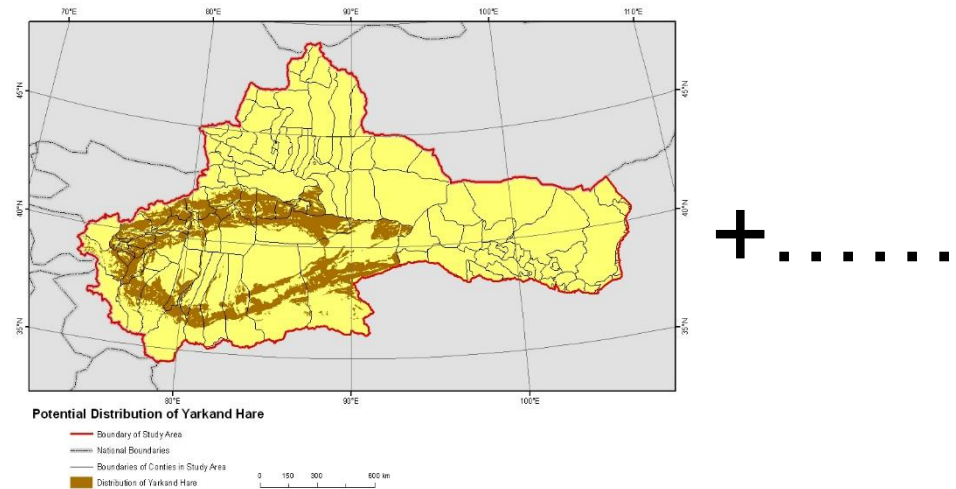 70°E 80°E 90°E 100°E 110°E
45°N 45°N
40°N 40°N
35°N 35°N
80°E 90°E 100°E
Potential Distribution of Yarkand Hare
Boundary of Study Area
National Boundaries
Boundaries of Conties in Study Area
Distribution of Yarkand Hare
0 150 300 600 km
+ ......